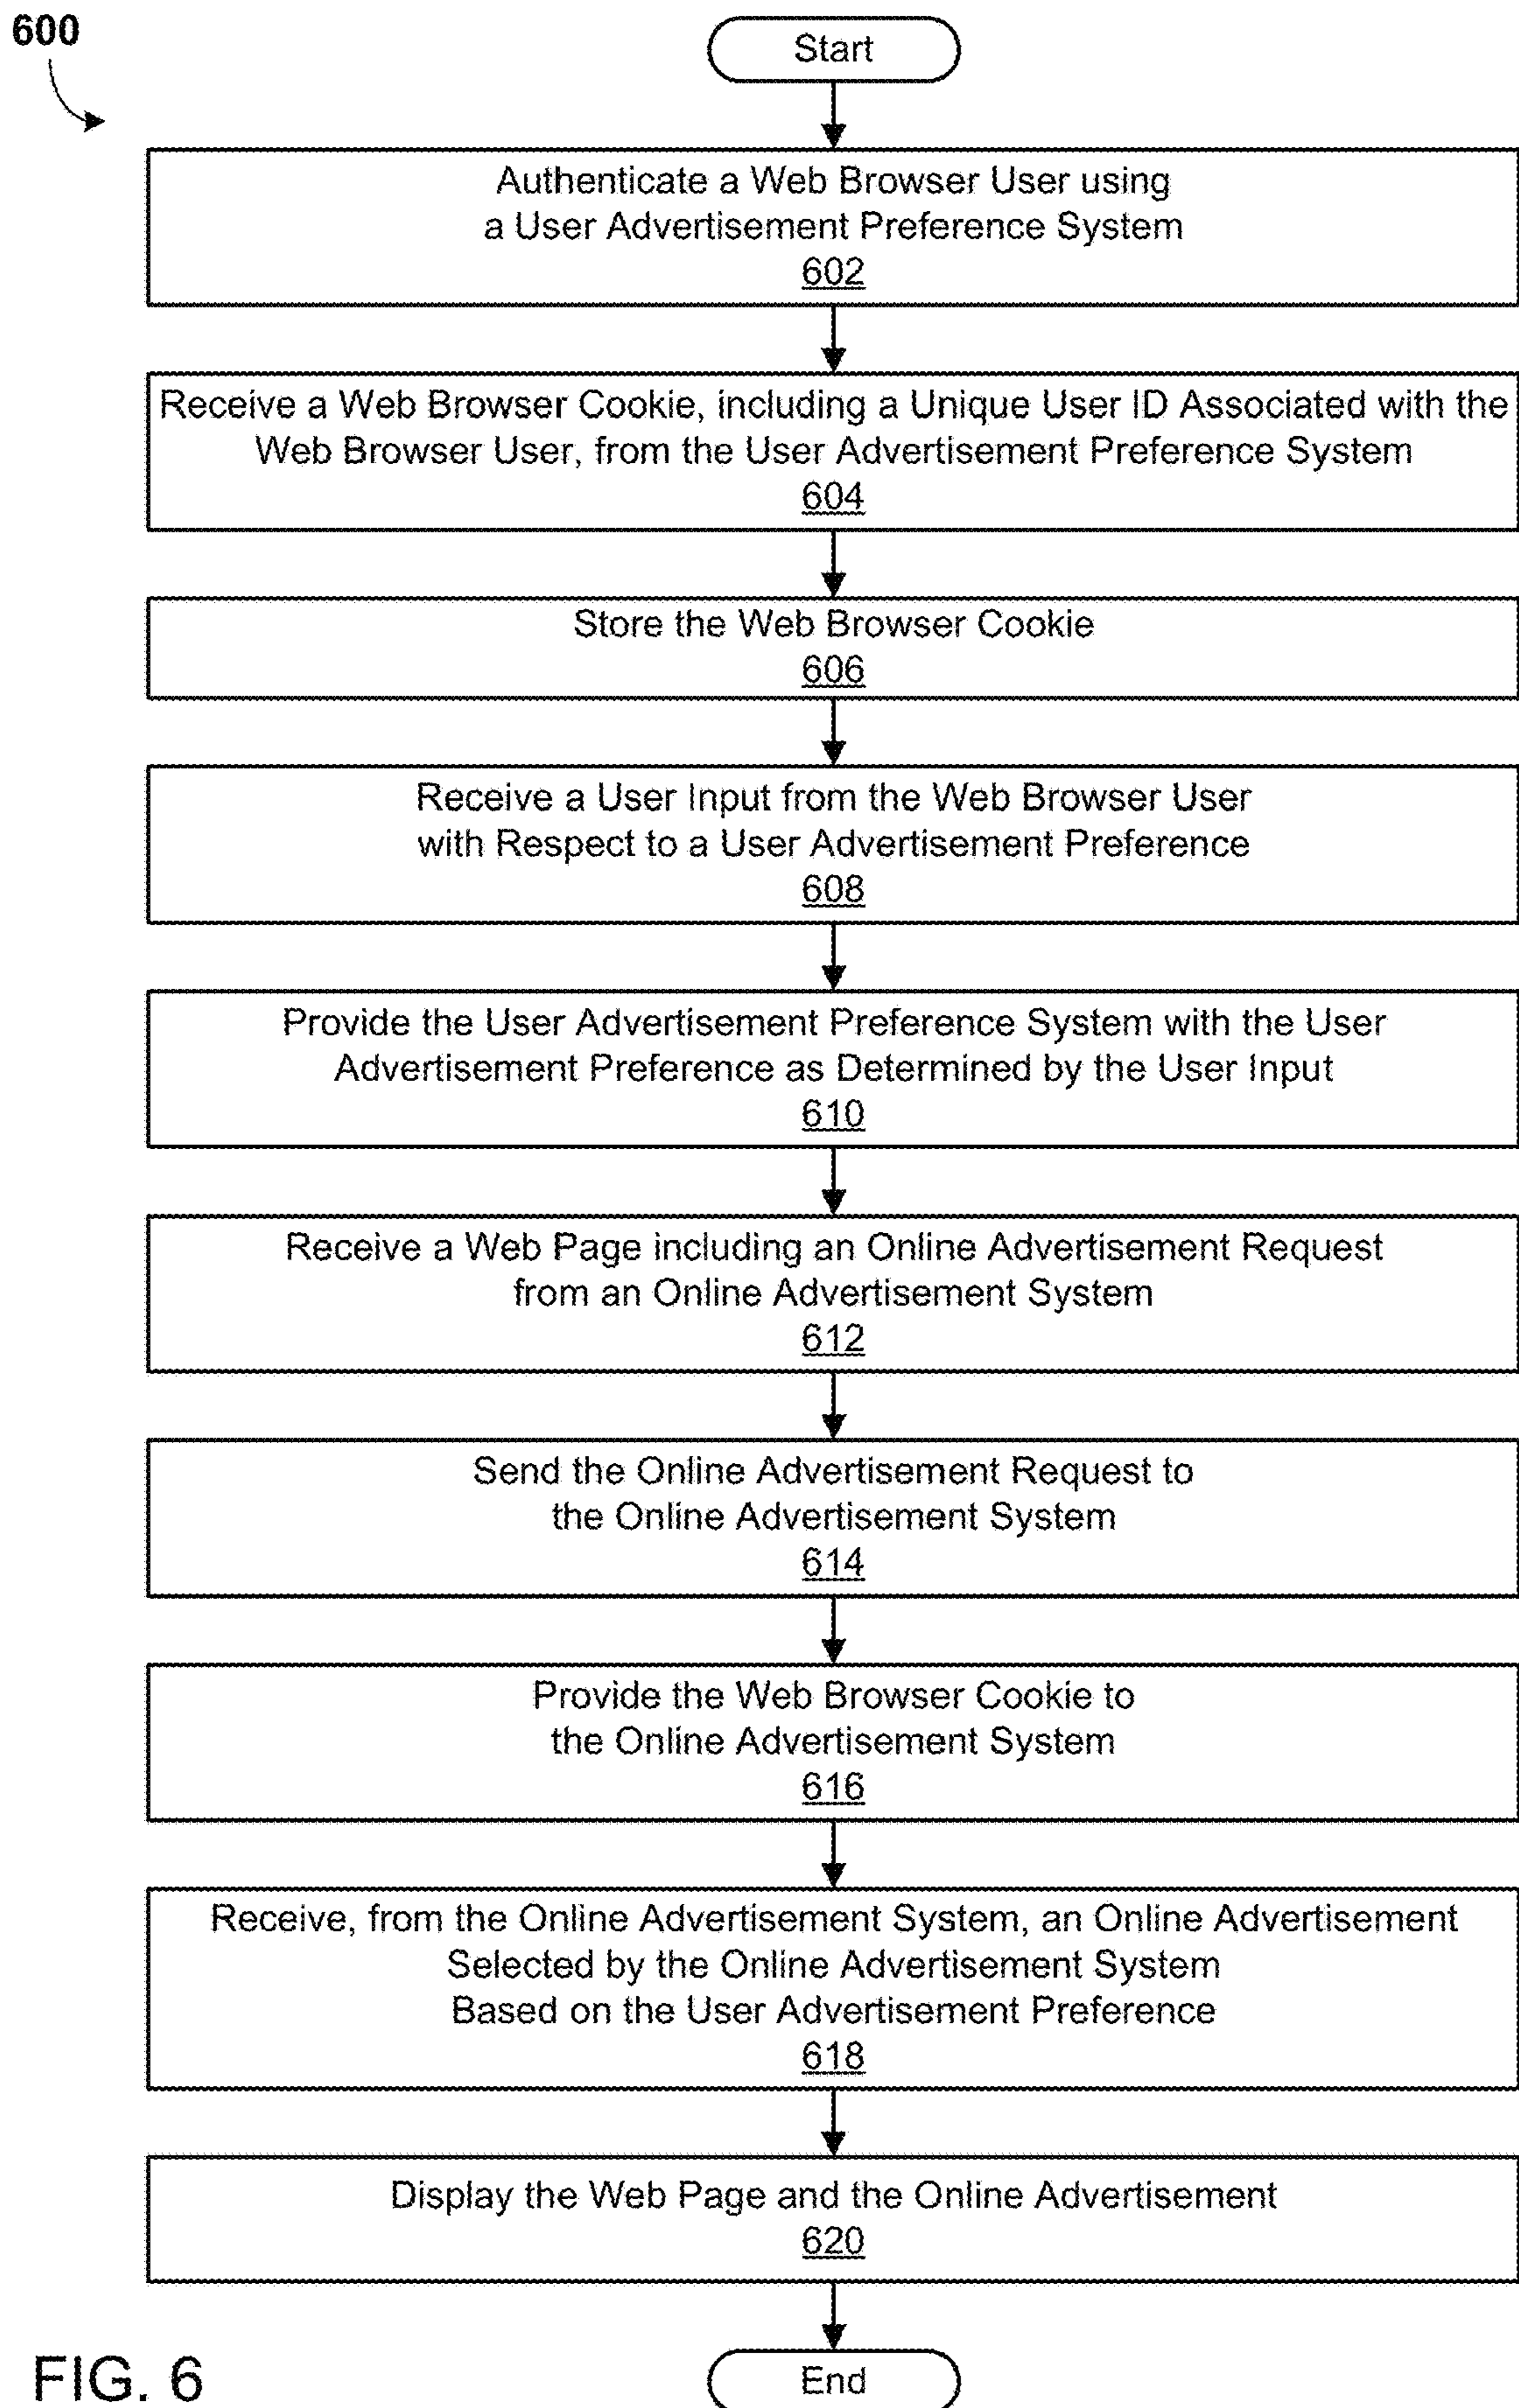 600
Start
Authenticate a Web Browser User using
a User Advertisement Preference System
602
Receive a Web Browser Cookie, including a Unique User ID Associated with the
Web Browser User, from the User Advertisement Preference System
604
Store the Web Browser Cookie
606
Receive a User Input from the Web Browser User
with Respect to a User Advertisement Preference
608
Provide the User Advertisement Preference System with the User
Advertisement Preference as Determined by the User Input
610
Receive a Web Page including an Online Advertisement Request
from an Online Advertisement System
612
Send the Online Advertisement Request to
the Online Advertisement System
614
Provide the Web Browser Cookie to
the Online Advertisement System
616
Receive, from the Online Advertisement System, an Online Advertisement
Selected by the Online Advertisement System
Based on the User Advertisement Preference
618
Display the Web Page and the Online Advertisement
620
End
FIG. 6